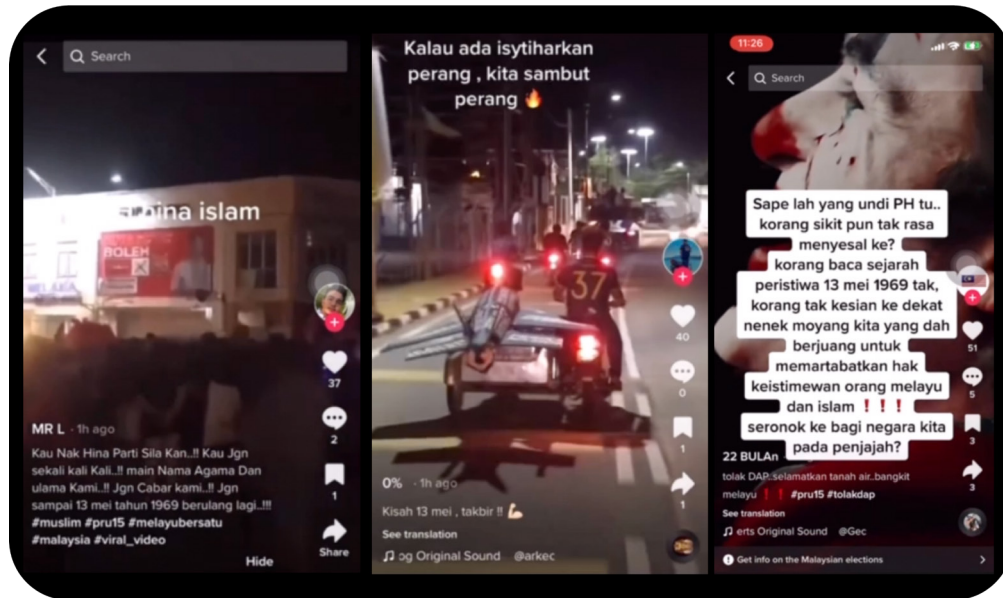 Search
hina islam
BOLEH
MELAKA
37
2
1
Share
MR L · 1h ago
Kau Nak Hina Parti Sila Kan..!! Kau Jgn
sekali kali Kali..!! main Nama Agama Dan
ulama Kami..!! Jgn Cabar kami..!! Jgn
sampai 13 mei tahun 1969 berulang lagi..!!!
#muslim #pru15 #melayubersatu
#malaysia #viral_video
Hide
Kalau ada isytiharkan
perang , kita sambut
perang 🔥
37
40
0
1
1
0% · 1h ago
Kisah 13 mei , takbir !! 💪
See translation
og Original Sound @arkec
11:26
Search
Sape lah yang undi PH tu..
korang sikit pun tak rasa
menyesal ke?
korang baca sejarah
peristiwa 13 mei 1969 tak,
korang tak kesian ke dekat
nenek moyang kita yang dah
berjuang untuk
memartabatkan hak
keistimewan orang melayu
dan islam ❗❗❗
seronok ke bagi negara kita
pada penjajah?
51
5
3
3
22 BULAn
tolak DAP..selamatkan tanah air..bangkit
melayu❗❗ #pru15 #tolakdap
See translation
erts Original Sound @Gec
Get info on the Malaysian elections